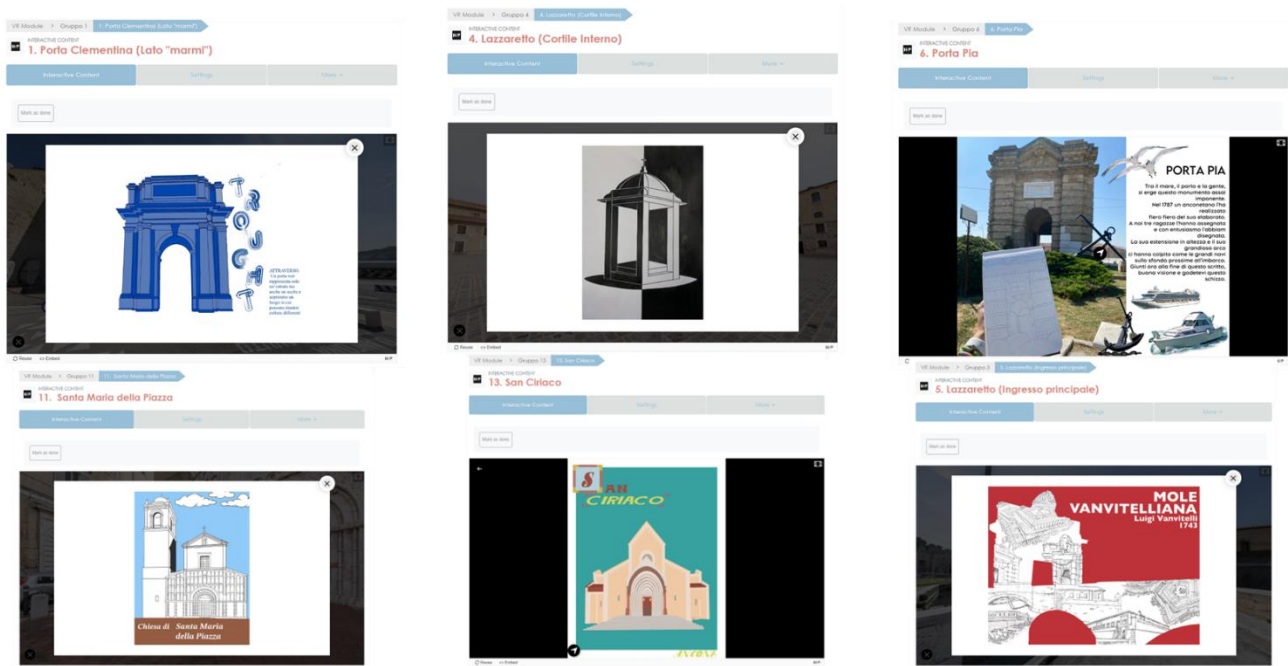 VR Module > Gruppo 1 1. Porta Clementina (Lato "marmi")
INTERACTIVE CONTENT
H-P
1. Porta Clementina (Lato "marmi")
Interactive Content Settings More
Mark as done
THROUGHT
ATTRAVERSO
Reuse <> Embed H-P
VR Module > Gruppo 4 4. Lazzaretto (Cortile Interno)
INTERACTIVE CONTENT
H-P
4. Lazzaretto (Cortile Interno)
Interactive Content Settings More
Mark as done
Reuse <> Embed H-P
VR Module > Gruppo 6 6. Porta Pia
INTERACTIVE CONTENT
H-P
6. Porta Pia
Interactive Content Settings More
Mark as done
PORTA PIA
Tra il mare, il porto e la gente,
si erge questo monumento assai
imponente.
Nel 1787 un anconetano l'ha
realizzato
fiero fiero del suo elaborato.
A noi tre ragazze l'hanno assegnata
e con entusiasmo l'abbiam
disegnata.
La sua estensione in altezza e il suo
grandioso arco
ci hanno colpito come le grandi navi
sullo sfondo prossime all'imbarco.
Giunti ora alla fine di questo scritto,
buona visione e godetevi questo
schizzo.
H-P
VR Module > Gruppo 11 11. Santa Maria della Piazza
INTERACTIVE CONTENT
H-P
11. Santa Maria della Piazza
Interactive Content Settings More
Mark as done
Chiesa di Santa Maria
della Piazza
VR Module > Gruppo 13 13. San Ciriaco
INTERACTIVE CONTENT
H-P
13. San Ciriaco
Interactive Content Settings More
Mark as done
SAN
CIRIACO
Reuse <> Embed H-P
VR Module > Gruppo 3 5. Lazzaretto (Ingresso principale)
INTERACTIVE CONTENT
H-P
5. Lazzaretto (Ingresso principale)
Interactive Content Settings More
Mark as done
MOLE
VANVITELLIANA
Luigi Vanvitelli
1743